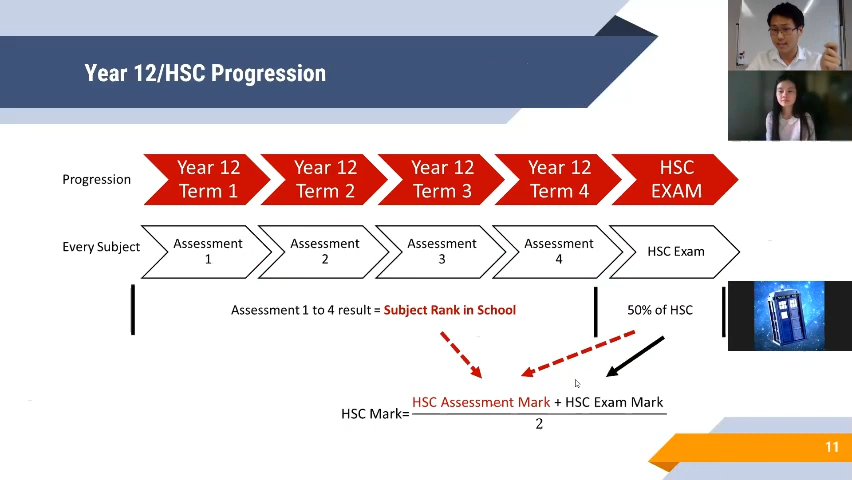 Year 12/HSC Progression
Progression
Year 12
Term 1
Year 12
Term 2
Year 12
Term 3
Year 12
Term 4
HSC
EXAM
Every Subject
Assessment
1
Assessment
2
Assessment
3
Assessment
4
HSC Exam
Assessment 1 to 4 result = Subject Rank in School
50% of HSC
HSC Mark=
HSC Assessment Mark + HSC Exam Mark
2
11